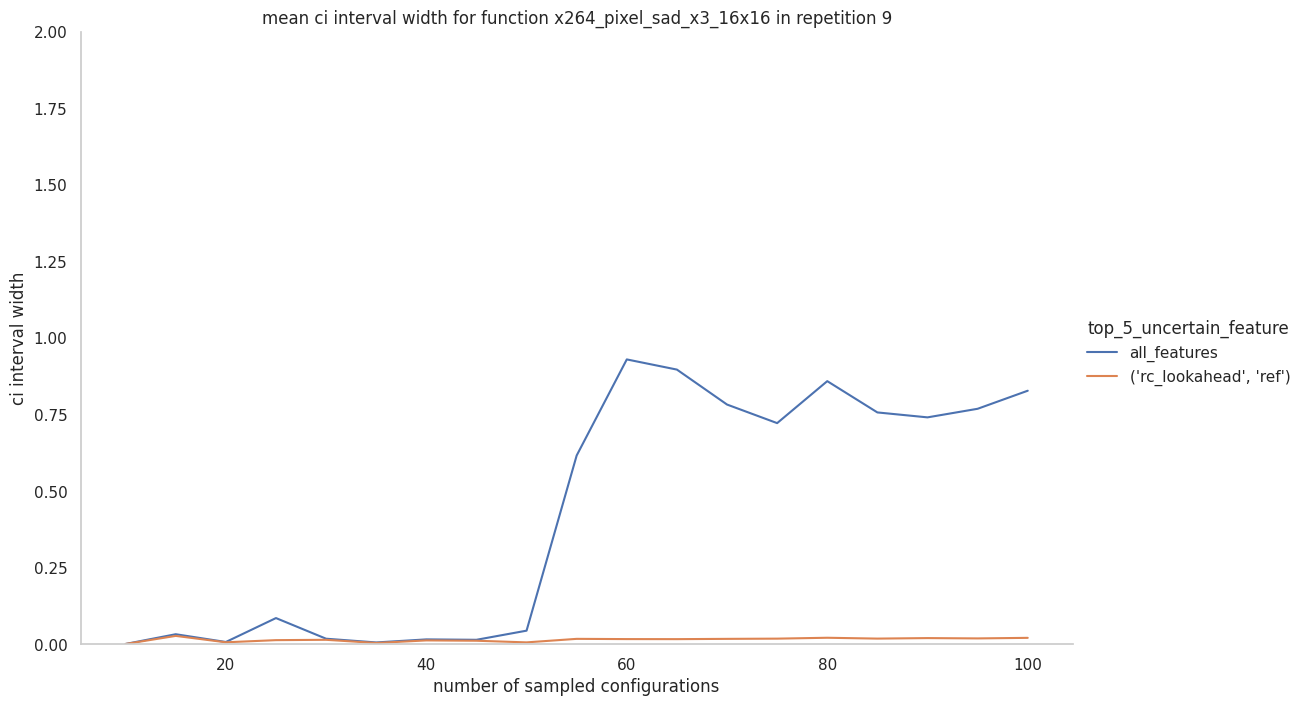 mean ci interval width for function x264_pixel_sad_x3_16x16 in repetition 9
2.00
1.75
1.50
1.25
1.00
0.75
0.50
0.25
0.00
ci interval width
20
40
60
80
100
number of sampled configurations
top_5_uncertain_feature
all_features
('rc_lookahead', 'ref')